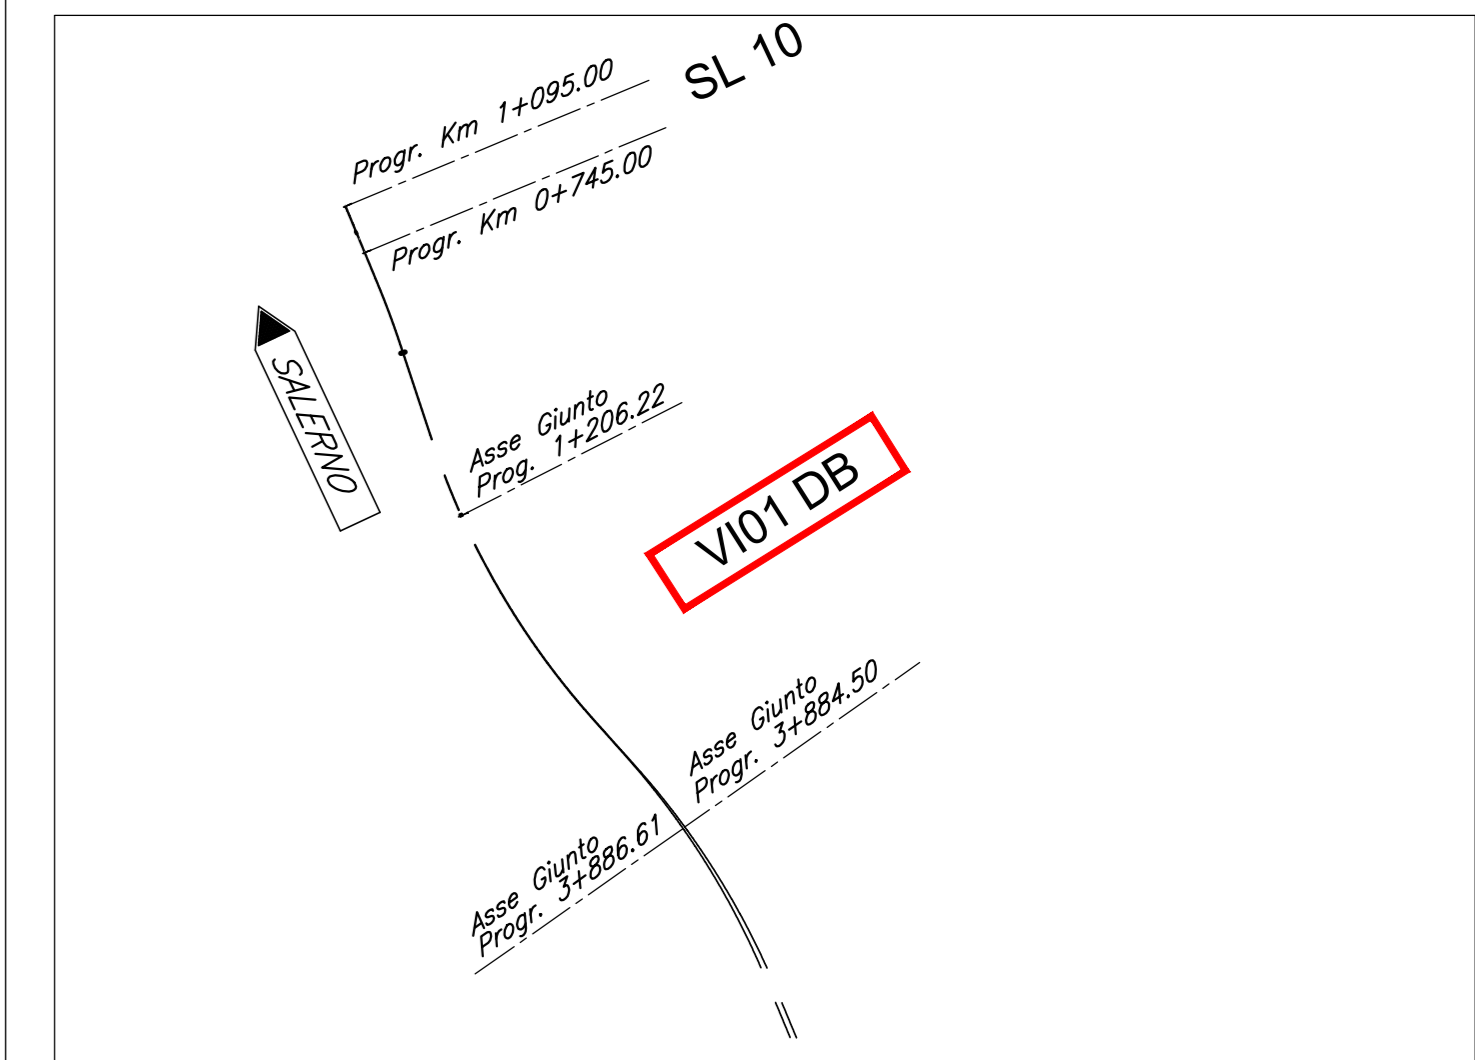 SL 10
Progr. Km 1+095.00
Progr. Km 0+745.00
SALERNO
Asse Giunto
Prog. 1+206.22
VI01 DB
Asse Giunto
Progr. 3+884.50
Asse Giunto
Progr. 3+886.61